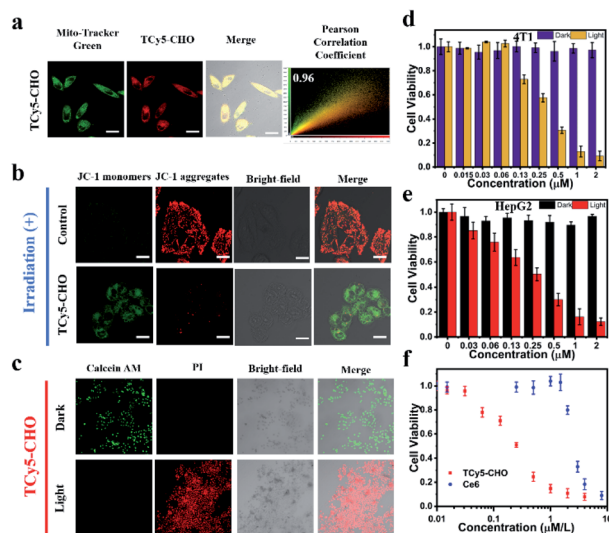 a
Mito-Tracker
Green
TCy5-CHO
Merge
Pearson
Correlation
Coefficient
TCy5-CHO
0.96
b
JC-1 monomers
JC-1 aggregates
Bright-field
Merge
Irradiation (+)
Control
TCy5-CHO
c
Calcein AM
PI
Bright-field
Merge
TCy5-CHO
Dark
Light
d
4T1
Dark
Light
Cell Viability
1.2
1.0
0.8
0.6
0.4
0.2
0.0
0 0.015 0.03 0.06 0.13 0.25 0.5 1 2
Concentration (μM)
e
HepG2
Dark
Light
Cell Viability
1.2
1.0
0.8
0.6
0.4
0.2
0.0
0 0.03 0.06 0.13 0.25 0.5 1 2
Concentration (μM)
f
Cell Viability
1.2
1.0
0.8
0.6
0.4
0.2
0.0
TCy5-CHO
Ce6
0.01 0.1 1
Concentration (μM/L)